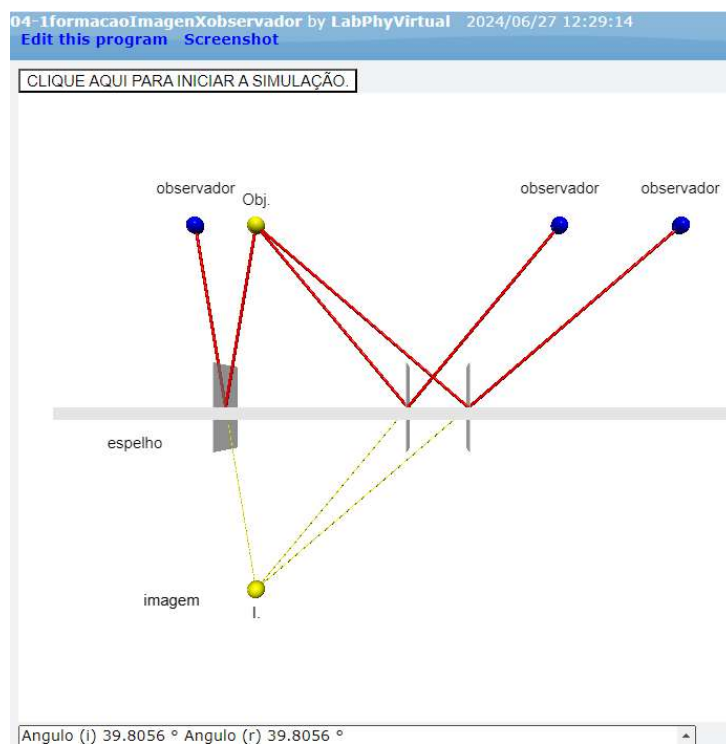 04-1formacaoImagenXobservador by LabPhyVirtual 2024/06/27 12:29:14
Edit this program Screenshot
CLIQUE AQUI PARA INICIAR A SIMULAÇÃO.
observador
Obj.
observador
observador
espelho
imagem
I.
Angulo (i) 39.8056 ° Angulo (r) 39.8056 °